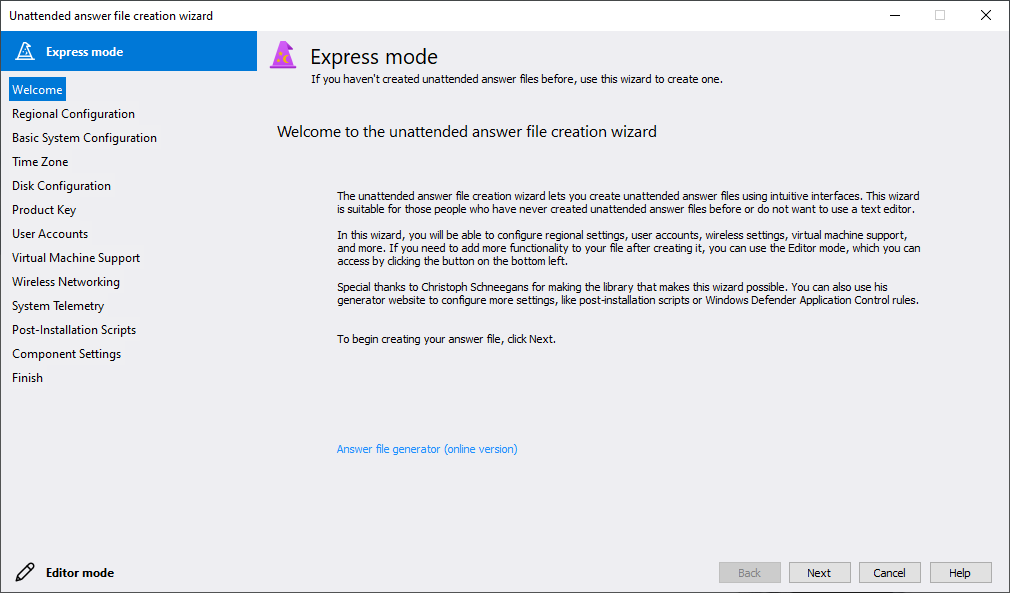 Unattended answer file creation wizard
Express mode
Welcome
Regional Configuration
Basic System Configuration
Time Zone
Disk Configuration
Product Key
User Accounts
Virtual Machine Support
Wireless Networking
System Telemetry
Post-Installation Scripts
Component Settings
Finish
Editor mode
Express mode
If you haven't created unattended answer files before, use this wizard to create one.
Welcome to the unattended answer file creation wizard
The unattended answer file creation wizard lets you create unattended answer files using intuitive interfaces. This wizard
is suitable for those people who have never created unattended answer files before or do not want to use a text editor.
In this wizard, you will be able to configure regional settings, user accounts, wireless settings, virtual machine support,
and more. If you need to add more functionality to your file after creating it, you can use the Editor mode, which you can
access by clicking the button on the bottom left.
Special thanks to Christoph Schneegans for making the library that makes this wizard possible. You can also use his
generator website to configure more settings, like post-installation scripts or Windows Defender Application Control rules.
To begin creating your answer file, click Next.
Answer file generator (online version)
Back
Next
Cancel
Help